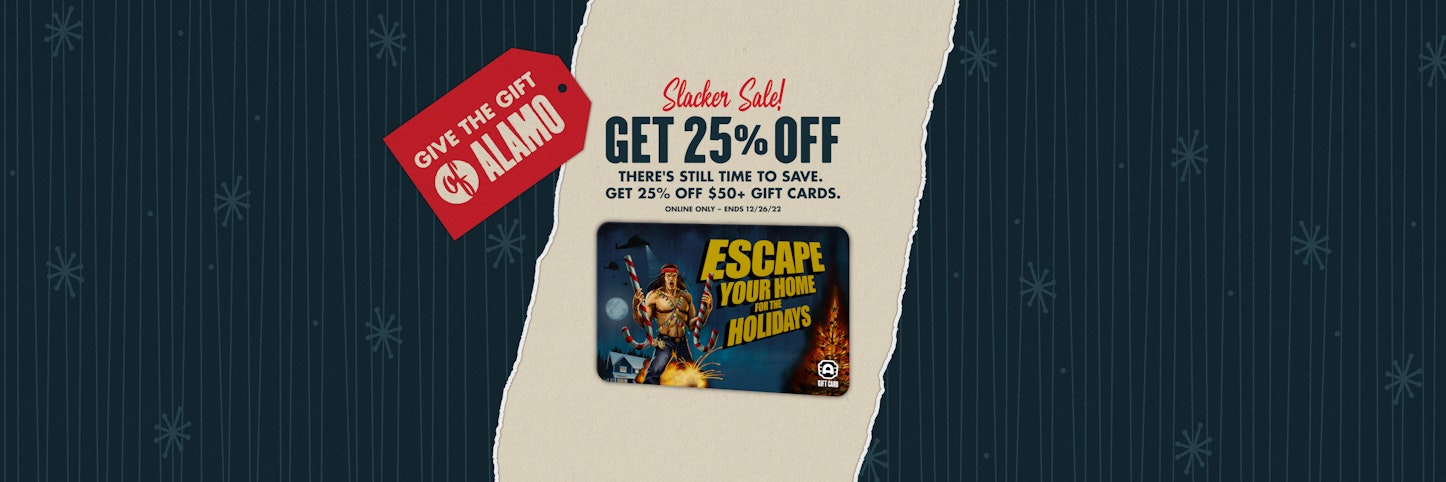 GIVE THE GIFT
of ALAMO
Slacker Sale!
GET 25% OFF
THERE'S STILL TIME TO SAVE.
GET 25% OFF $50+ GIFT CARDS.
ONLINE ONLY – ENDS 12/26/22
ESCAPE
YOUR HOME
FOR THE
HOLIDAYS
A
GIFT CARD